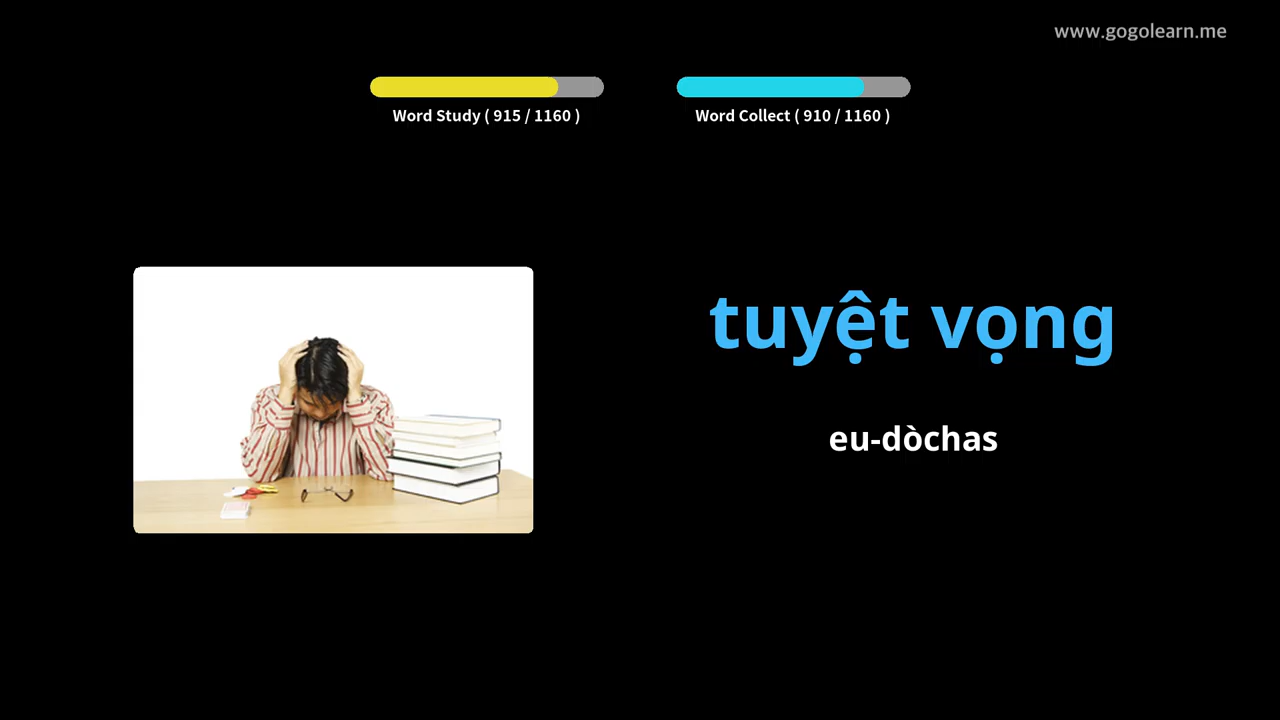 www.gogolearn.me
Word Study ( 915 / 1160 )
Word Collect ( 910 / 1160 )
tuyệt vọng
eu-dòchas